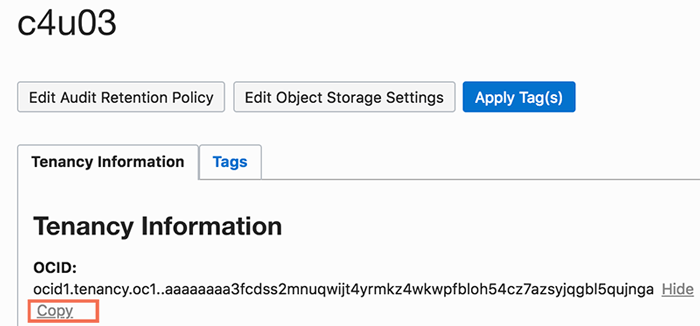 c4u03
Edit Audit Retention Policy Edit Object Storage Settings Apply Tag(s)
Tenancy Information Tags
Tenancy Information
OCID:
ocid1.tenancy.oc1..aaaaaaaa3fcdss2mnuqwijt4yrmkz4wkwpfbloh54cz7azsyjqgbl5qujnga Hide
Copy